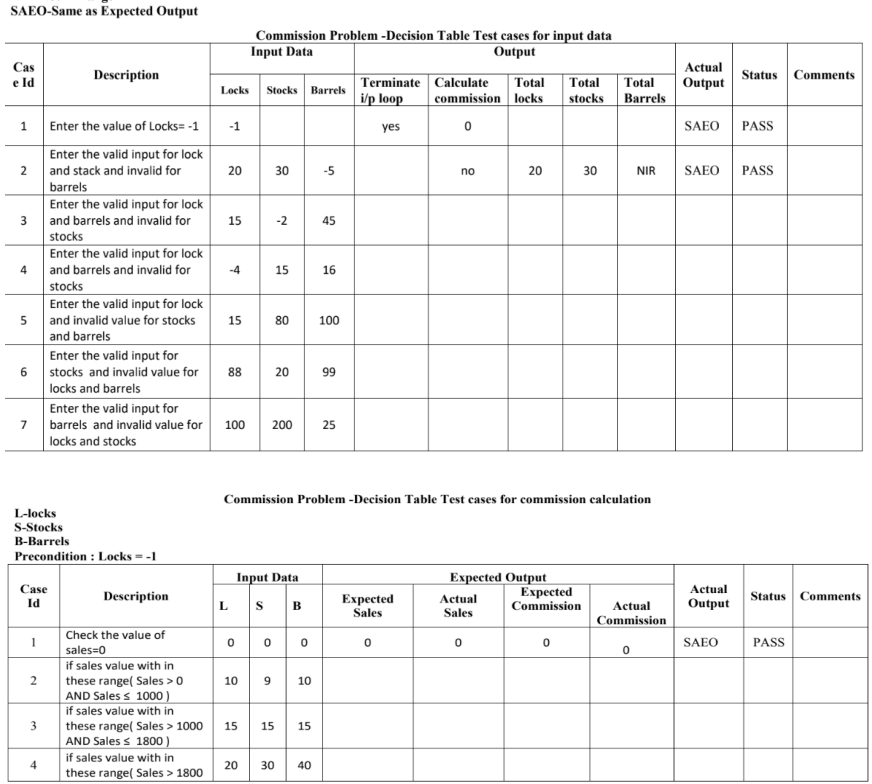 SAEO-Same as Expected Output
Commission Problem -Decision Table Test cases for input data
Cas e Id Description Input Data Output Actual Output Status Comments
Locks Stocks Barrels Terminate i/p loop Calculate commission Total locks Total stocks Total Barrels
1 Enter the value of Locks= -1 -1 yes 0 SAEO PASS
2 Enter the valid input for lock and stack and invalid for barrels 20 30 -5 no 20 30 NIR SAEO PASS
3 Enter the valid input for lock and barrels and invalid for stocks 15 -2 45
4 Enter the valid input for lock and barrels and invalid for stocks -4 15 16
5 Enter the valid input for lock and invalid value for stocks and barrels 15 80 100
6 Enter the valid input for stocks and invalid value for locks and barrels 88 20 99
7 Enter the valid input for barrels and invalid value for locks and stocks 100 200 25
Commission Problem -Decision Table Test cases for commission calculation
L-locks
S-Stocks
B-Barrels
Precondition : Locks = -1
Case Id Description Input Data Expected Output Actual Output Status Comments
L S B Expected Sales Actual Sales Expected Commission Actual Commission
1 Check the value of sales=0 0 0 0 0 0 0 0 SAEO PASS
2 if sales value with in these range( Sales > 0 AND Sales ≤ 1000 ) 10 9 10
3 if sales value with in these range( Sales > 1000 AND Sales ≤ 1800 ) 15 15 15
4 if sales value with in these range( Sales > 1800 20 30 40